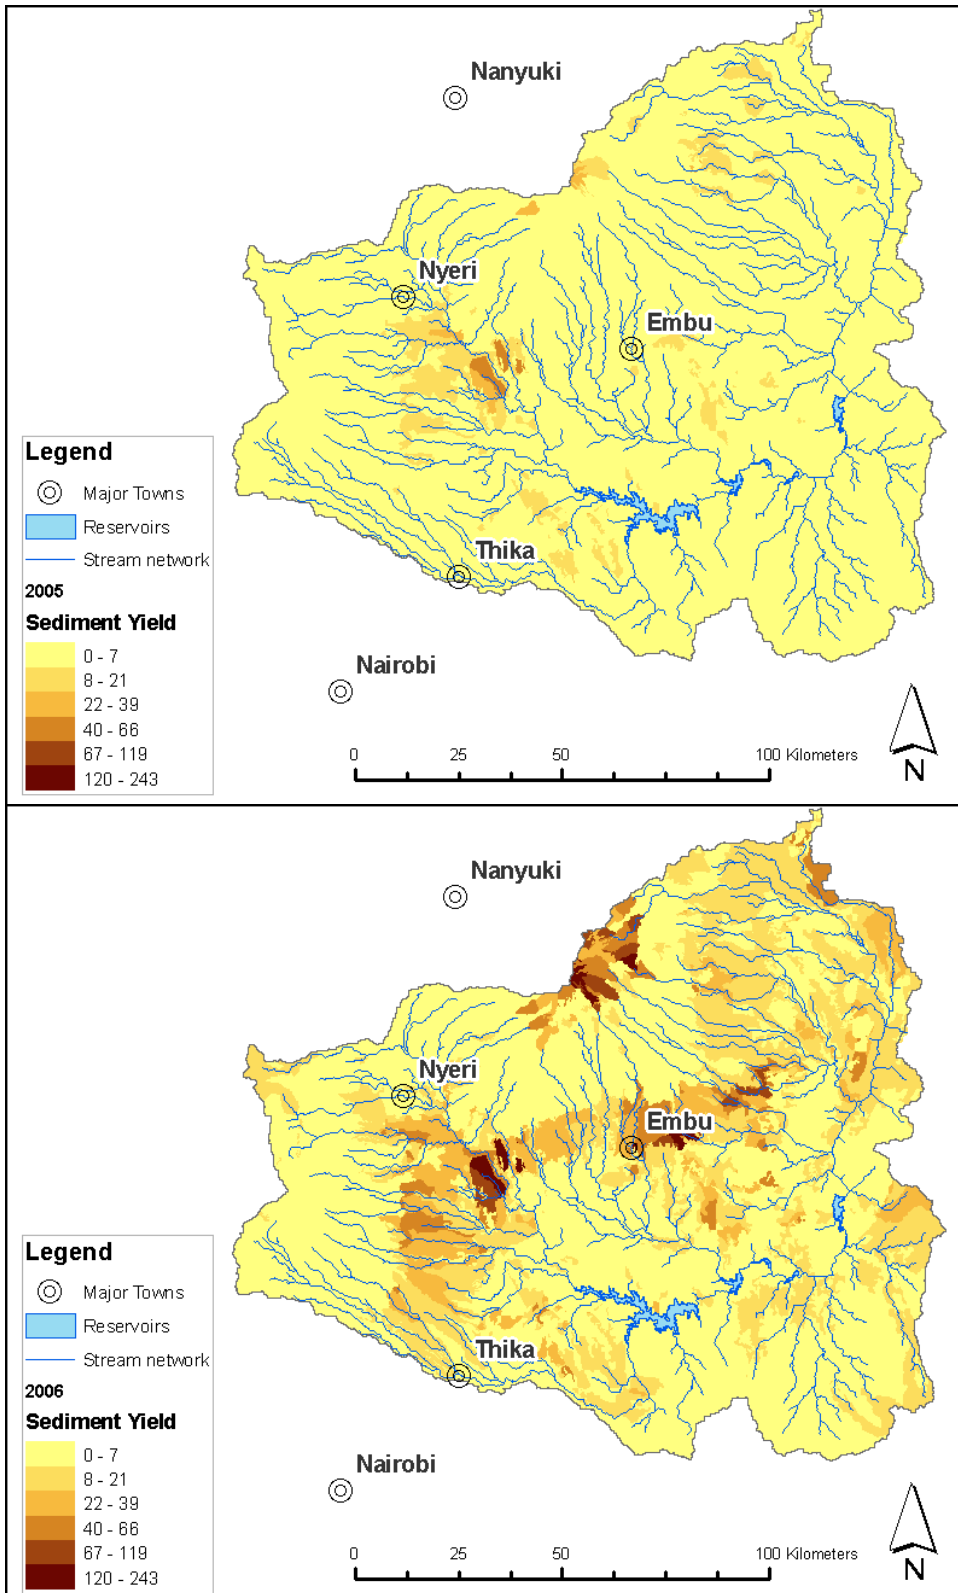 Nanyuki
Nyeri
Embu
Legend
Major Towns
Reservoirs
Stream network
2005
Sediment Yield
0 - 7
8 - 21
22 - 39
40 - 66
67 - 119
120 - 243
Thika
Nairobi
0 25 50 100 Kilometers
N
Nanyuki
Nyeri
Embu
Legend
Major Towns
Reservoirs
Stream network
2006
Sediment Yield
0 - 7
8 - 21
22 - 39
40 - 66
67 - 119
120 - 243
Thika
Nairobi
0 25 50 100 Kilometers
N